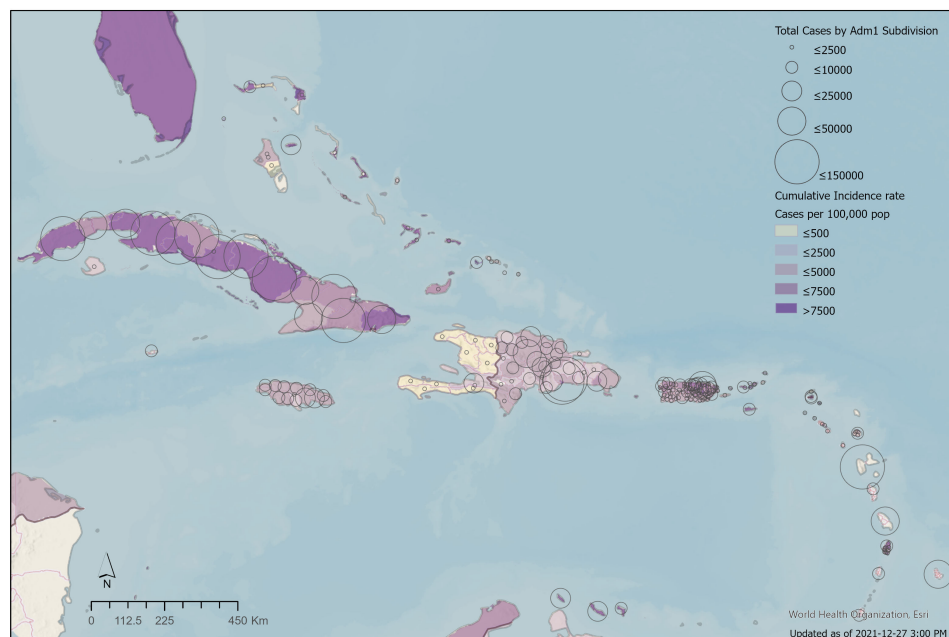 Total Cases by Adm1 Subdivision
≤2500
≤10000
≤25000
≤50000
≤150000
Cumulative Incidence rate
Cases per 100,000 pop
≤500
≤2500
≤5000
≤7500
>7500
N
0 112.5 225 450 Km
World Health Organization, Esri
Updated as of 2021-12-27 3:00 PM